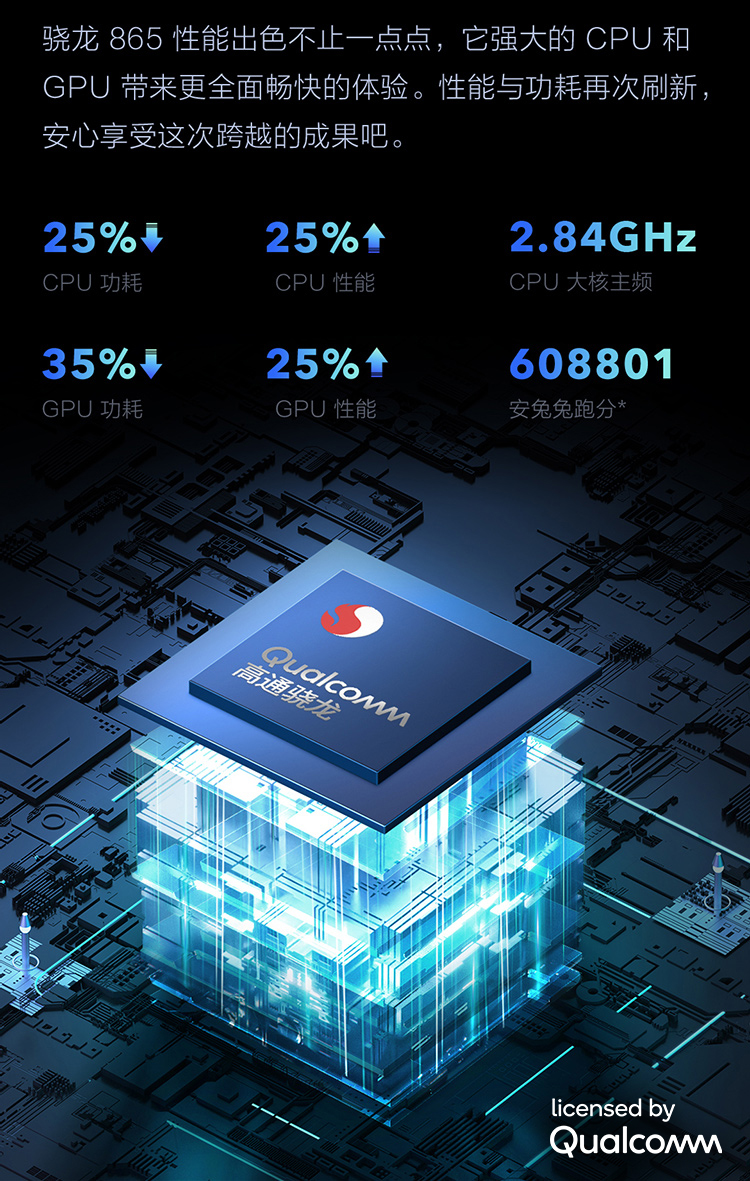 骁龙 865 性能出色不止一点点，它强大的 CPU 和
GPU 带来更全面畅快的体验。性能与功耗再次刷新，
安心享受这次跨越的成果吧。
25% 25% 2.84GHz
CPU 功耗 CPU 性能 CPU 大核主频
35% 25% 608801
GPU 功耗 GPU 性能 安兔兔跑分*
Qualcomm
高通骁龙
licensed by
Qualcomm